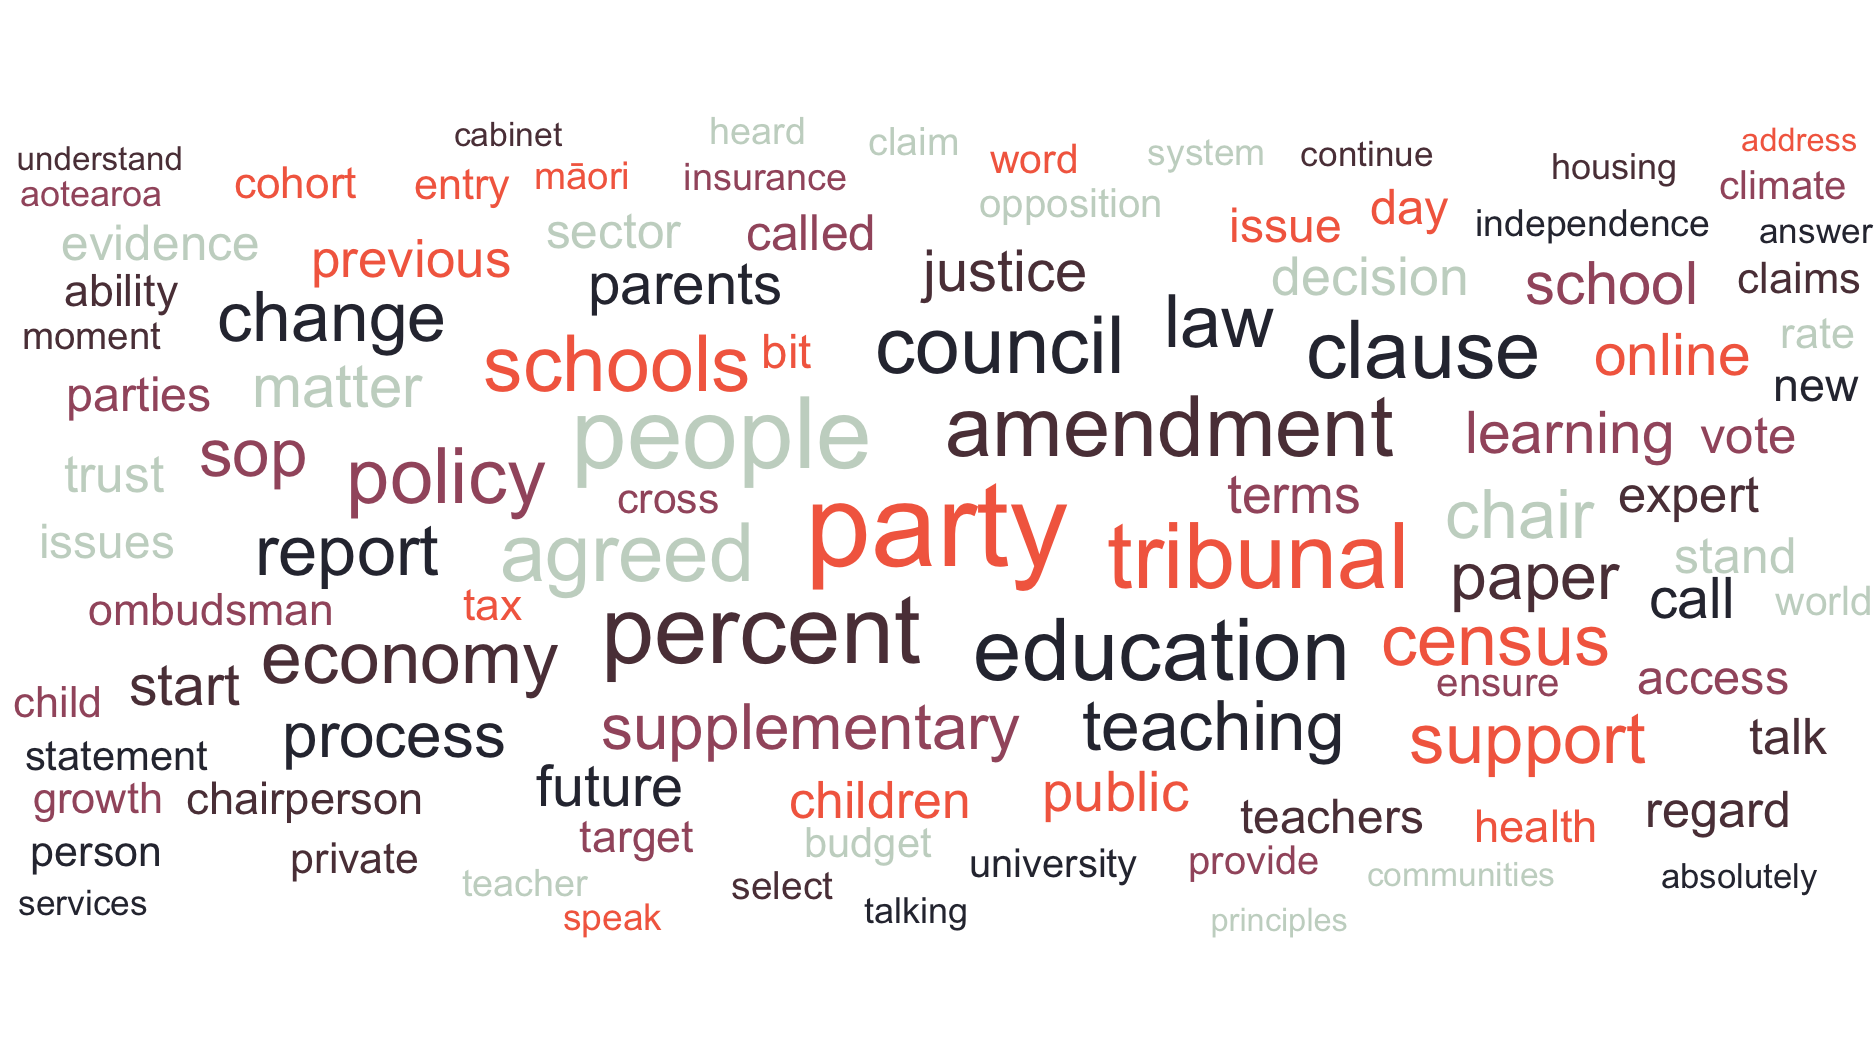 cabinet
heard
claim
word
system
continue
housing
address
understand
aotearoa
cohort
entry
māori
insurance
opposition
issue
day
independence
climate
answer
evidence
previous
sector
called
justice
decision
school
claims
ability
moment
change
parents
schools
bit
council
law
clause
online
rate
new
parties
matter
people
amendment
learning
vote
trust
sop
policy
cross
party
terms
chair
expert
issues
report
agreed
tribunal
paper
stand
call
world
ombudsman
tax
percent
education
census
ensure
access
child
start
economy
supplementary
teaching
support
talk
statement
process
growth
chairperson
future
children
public
teachers
health
regard
person
private
target
budget
university
provide
communities
absolutely
services
teacher
speak
select
talking
principles